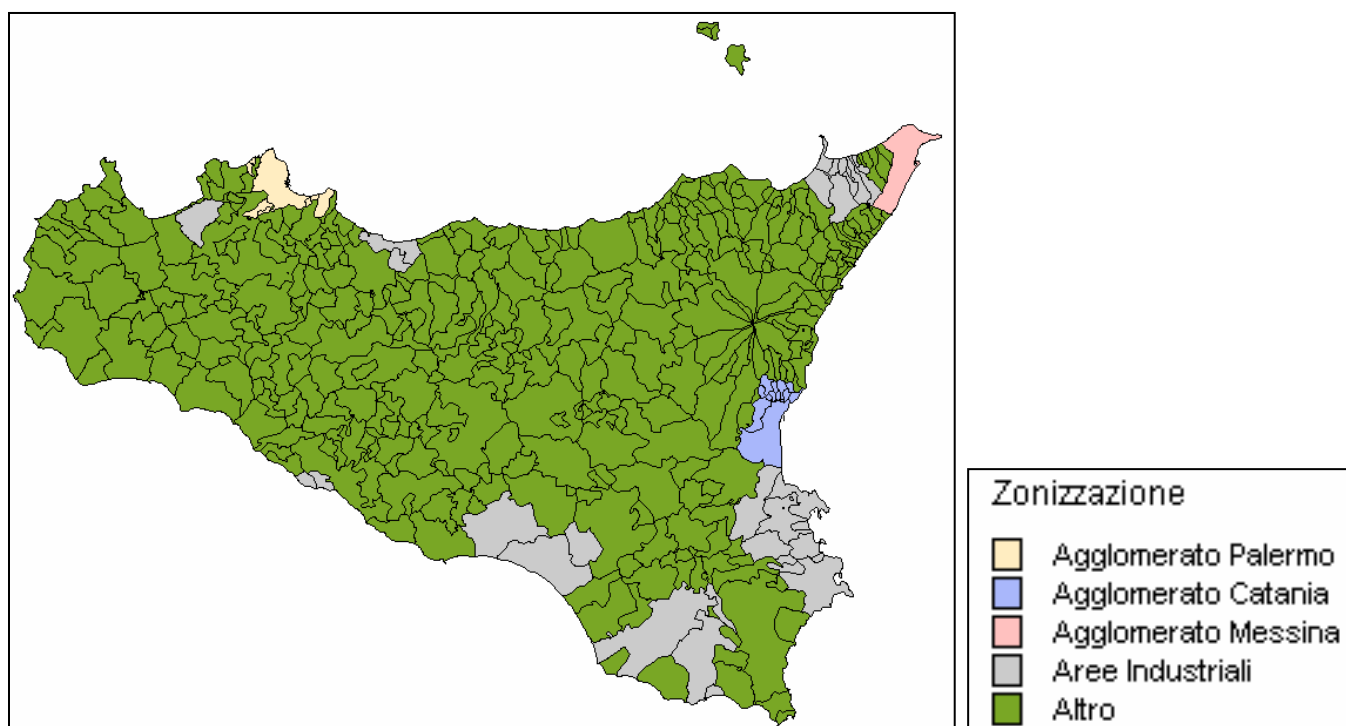 Zonizzazione
Agglomerato Palermo
Agglomerato Catania
Agglomerato Messina
Aree Industriali
Altro